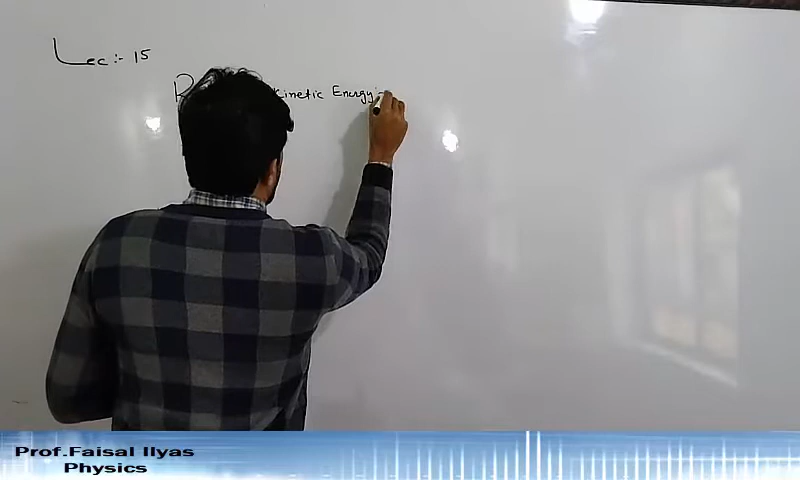 Lec :- 15
Kinetic Energy :-
Prof.Faisal Ilyas
Physics